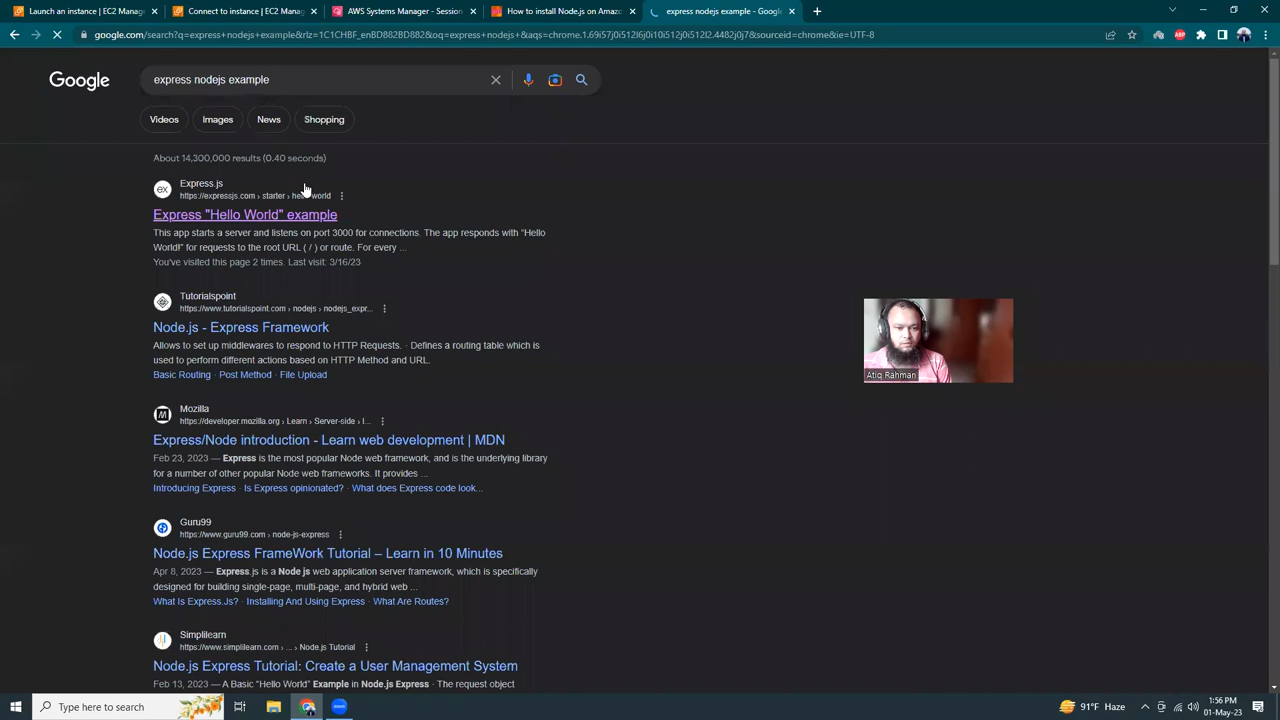 Launch an instance | EC2 Manag
Connect to instance | EC2 Manag
AWS Systems Manager - Session
How to install Node.js on Amazon
express nodejs example - Google
google.com/search?q=express+nodejs+example&rlz=1C1CHBF_enBD882BD882&oq=express+nodejs+&aqs=chrome.1.69i57j0i512l6j0i10i512j0i512l2.4482j0j7&sourceid=chrome&ie=UTF-8
Google
express nodejs example
Videos
Images
News
Shopping
About 14,300,000 results (0.40 seconds)
Express.js
https://expressjs.com › starter › hello-world
Express "Hello World" example
This app starts a server and listens on port 3000 for connections. The app responds with "Hello
World!" for requests to the root URL ( / ) or route. For every ...
You've visited this page 2 times. Last visit: 3/16/23
Tutorialspoint
https://www.tutorialspoint.com › nodejs › nodejs_expr...
Node.js - Express Framework
Allows to set up middlewares to respond to HTTP Requests. · Defines a routing table which is
used to perform different actions based on HTTP Method and URL.
Basic Routing · Post Method · File Upload
Mozilla
https://developer.mozilla.org › Learn › Server-side › I...
Express/Node introduction - Learn web development | MDN
Feb 23, 2023 — Express is the most popular Node web framework, and is the underlying library
for a number of other popular Node web frameworks. It provides ...
Introducing Express · Is Express opinionated? · What does Express code look...
Guru99
https://www.guru99.com › node-js-express
Node.js Express FrameWork Tutorial – Learn in 10 Minutes
Apr 8, 2023 — Express.js is a Node js web application server framework, which is specifically
designed for building single-page, multi-page, and hybrid web ...
What Is Express.Js? · Installing And Using Express · What Are Routes?
Simplilearn
https://www.simplilearn.com › ... › Node.js Tutorial
Node.js Express Tutorial: Create a User Management System
Feb 13, 2023 — A Basic "Hello World" Example in Node.js Express · The request object
Atiq Rahman
Type here to search
zoom
91°F Haze
1:56 PM
01-May-23